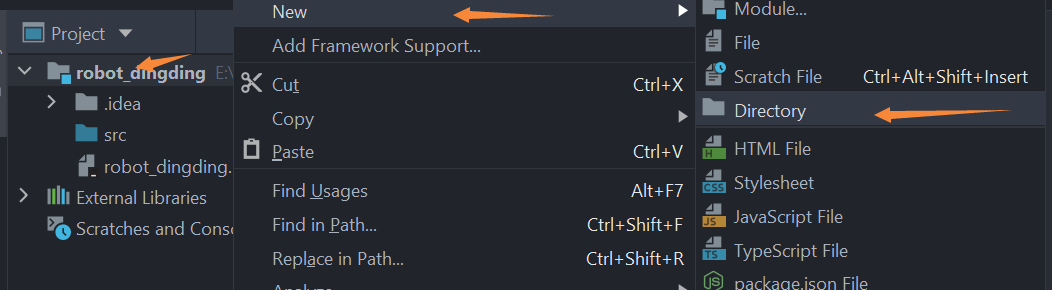 Project
robot_dingding E:\
.idea
src
robot_dingding.
External Libraries
Scratches and Conso
New
Add Framework Support...
Cut Ctrl+X
Copy
Paste Ctrl+V
Find Usages Alt+F7
Find in Path... Ctrl+Shift+F
Replace in Path... Ctrl+Shift+R
Analyze
Module...
File
Scratch File Ctrl+Alt+Shift+Insert
Directory
HTML File
Stylesheet
JavaScript File
TypeScript File
package.json File